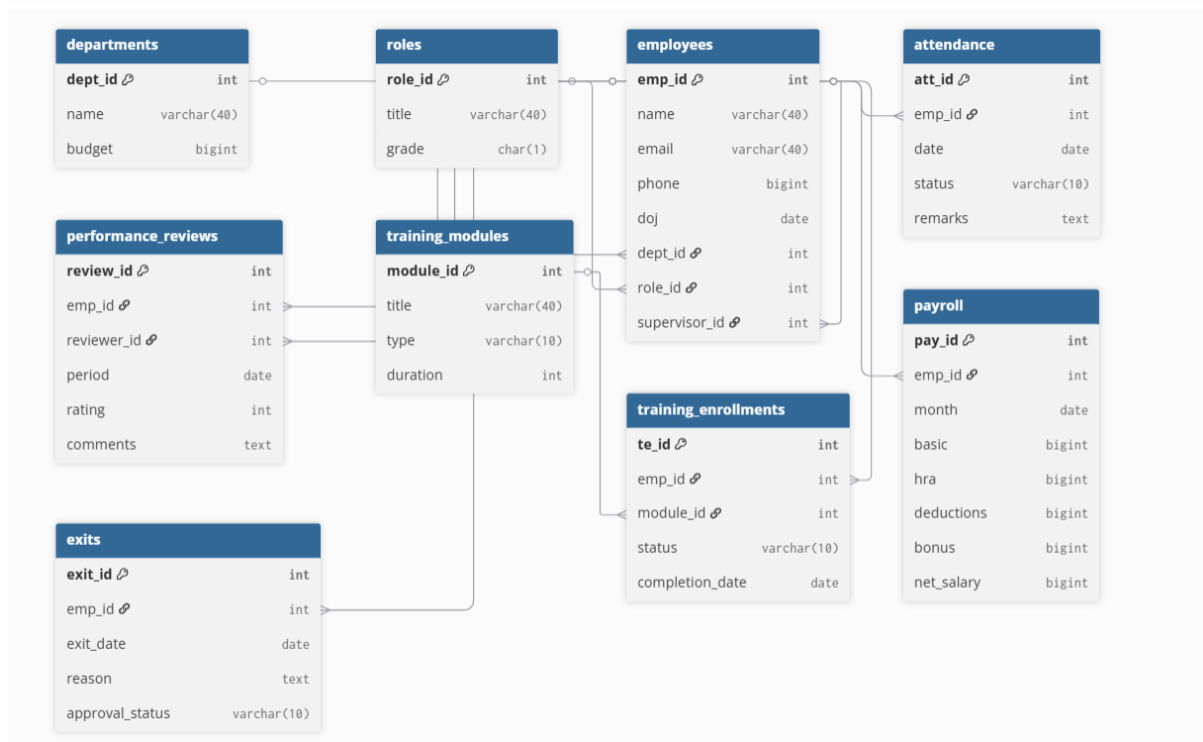 departments
dept_id int
name varchar(40)
budget bigint
roles
role_id int
title varchar(40)
grade char(1)
employees
emp_id int
name varchar(40)
email varchar(40)
phone bigint
doj date
dept_id int
role_id int
supervisor_id int
attendance
att_id int
emp_id int
date date
status varchar(10)
remarks text
performance_reviews
review_id int
emp_id int
reviewer_id int
period date
rating int
comments text
training_modules
module_id int
title varchar(40)
type varchar(10)
duration int
payroll
pay_id int
emp_id int
month date
basic bigint
hra bigint
deductions bigint
bonus bigint
net_salary bigint
training_enrollments
te_id int
emp_id int
module_id int
status varchar(10)
completion_date date
exits
exit_id int
emp_id int
exit_date date
reason text
approval_status varchar(10)